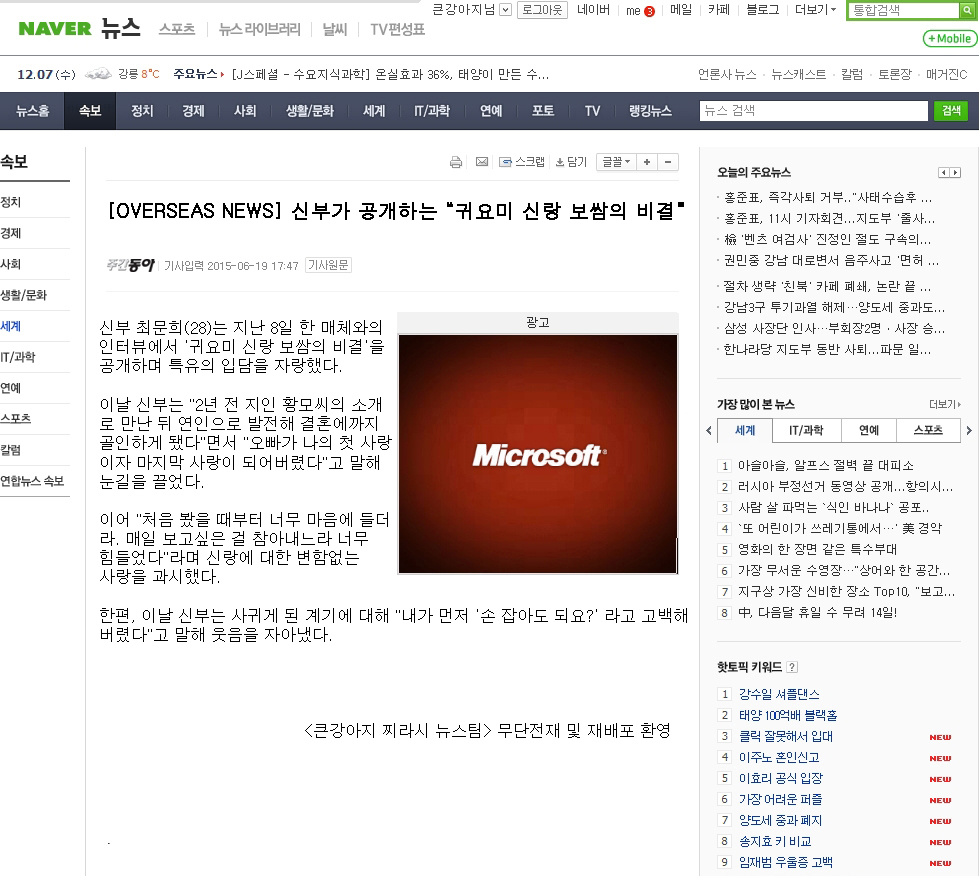 큰강아지님 로그아웃 네이버 me 3 메일 카페 블로그 더보기 통합검색
NAVER 뉴스 스포츠 뉴스 라이브러리 날씨 TV편성표
+Mobile
12.07 (수) 강릉 8°C 주요뉴스 [J스페셜 - 수요지식과학] 온실효과 36%, 태양이 만든 수... 언론사 뉴스 · 뉴스캐스트 · 칼럼 · 토론장 · 매거진C
뉴스홈 속보 정치 경제 사회 생활/문화 세계 IT/과학 연예 포토 TV 랭킹뉴스 뉴스 검색 검색
속보
정치
경제
사회
생활/문화
세계
IT/과학
연예
스포츠
칼럼
연합뉴스 속보
스크랩 담기 글꼴 + -
[OVERSEAS NEWS] 신부가 공개하는 "귀요미 신랑 보쌈의 비결"
주간동아 기사입력 2015-06-19 17:47 기사원문
신부 최문희(28)는 지난 8일 한 매체와의
인터뷰에서 '귀요미 신랑 보쌈의 비결'을
공개하며 특유의 입담을 자랑했다.
이날 신부는 "2년 전 지인 황모씨의 소개
로 만난 뒤 연인으로 발전해 결혼에까지
골인하게 됐다"면서 "오빠가 나의 첫 사랑
이자 마지막 사랑이 되어버렸다"고 말해
눈길을 끌었다.
이어 "처음 봤을 때부터 너무 마음에 들더
라. 매일 보고싶은 걸 참아내느라 너무
힘들었다"라며 신랑에 대한 변함없는
사랑을 과시했다.
한편, 이날 신부는 사귀게 된 계기에 대해 "내가 먼저 '손 잡아도 되요?' 라고 고백해
버렸다"고 말해 웃음을 자아냈다.
<큰강아지 찌라시 뉴스팀> 무단전재 및 재배포 환영
.
광고
Microsoft®
오늘의 주요뉴스
· 홍준표, 즉각사퇴 거부.."사태수습후 ...
· 홍준표, 11시 기자회견...지도부 '줄사...
· 檢 '벤츠 여검사' 진정인 절도 구속의...
· 권민중 강남 대로변서 음주사고 '면허 ...
· 절차 생략 '친북' 카페 폐쇄, 논란 끝 ...
· 강남3구 투기과열 해제…양도세 중과도...
· 삼성 사장단 인사…부회장2명 · 사장 승...
· 한나라당 지도부 동반 사퇴...파문 일...
가장 많이 본 뉴스 더보기
세계 IT/과학 연예 스포츠
1 아슬아슬, 알프스 절벽 끝 대피소
2 러시아 부정선거 동영상 공개...항의시...
3 사람 살 파먹는 `식인 바나나` 공포..
4 `또 어린이가 쓰레기통에서…' 美 경악
5 영화의 한 장면 같은 특수부대
6 가장 무서운 수영장…"상어와 한 공간...
7 지구상 가장 신비한 장소 Top10, "보고...
8 中, 다음달 휴일 수 무려 14일!
핫토픽 키워드 ?
1 강수일 셔플댄스
2 태양 100억배 블랙홀
3 클릭 잘못해서 입대 NEW
4 이주노 혼인신고 NEW
5 이효리 공식 입장 NEW
6 가장 어려운 퍼즐 NEW
7 양도세 중과 폐지 NEW
8 송지효 키 비교 NEW
9 임재범 우울증 고백 NEW